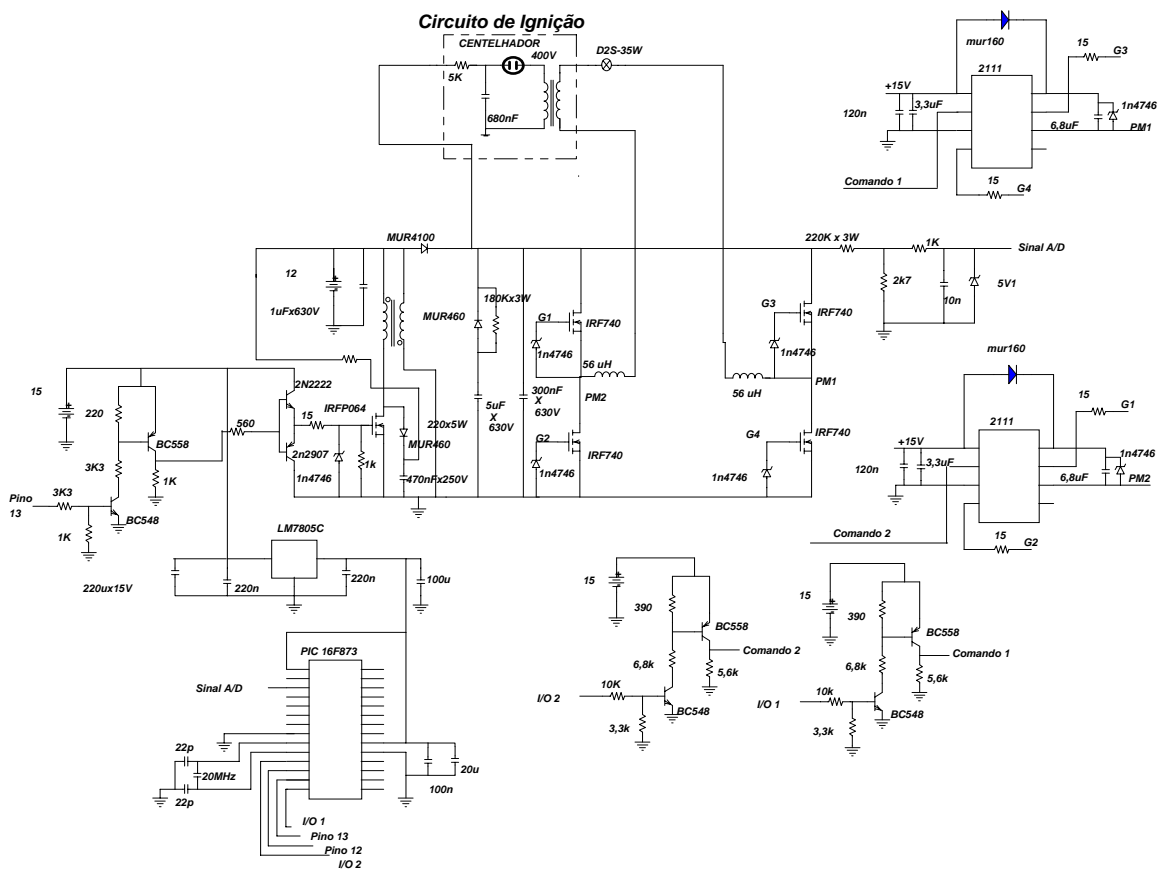 Circuito de Ignição
CENTELHADOR
400V
5K
680nF
D2S-35W
mur160
2111
15
G3
+15V
120n
3,3uF
1n4746
6,8uF
PM1
Comando 1
15
G4
MUR4100
220K x 3W
1K
Sinal A/D
2k7
10n
5V1
12
1uFx630V
180Kx3W
MUR460
G1
IRF740
1n4746
56 uH
PM2
G3
IRF740
1n4746
56 uH
PM1
5uF
X
630V
300nF
X
630V
G2
1n4746
IRF740
G4
IRF740
1n4746
mur160
2111
15
G1
+15V
120n
3,3uF
1n4746
6,8uF
PM2
Comando 2
15
G2
15
220
BC558
3K3
1K
560
Pino
13
3K3
1K
BC548
2N2222
15
IRFP064
2n2907
1n4746
1k
220x5W
MUR460
470nFx250V
LM7805C
220ux15V
220n
220n
100u
15
390
BC558
Comando 2
6,8k
5,6k
I/O 2
10K
BC548
3,3k
15
390
BC558
Comando 1
6,8k
5,6k
I/O 1
10k
BC548
3,3k
PIC 16F873
Sinal A/D
22p
20MHz
22p
100n
20u
I/O 1
Pino 13
Pino 12
I/O 2